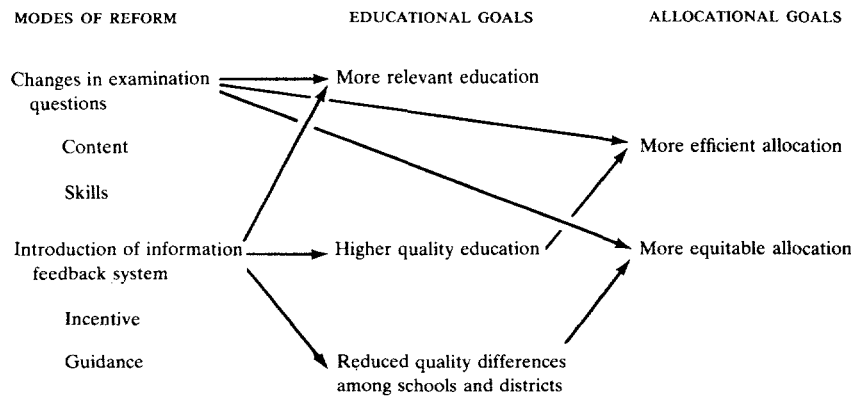 MODES OF REFORM
EDUCATIONAL GOALS
ALLOCATIONAL GOALS
Changes in examination
questions
Content
Skills
Introduction of information
feedback system
Incentive
Guidance
More relevant education
Higher quality education
Reduced quality differences
among schools and districts
More efficient allocation
More equitable allocation